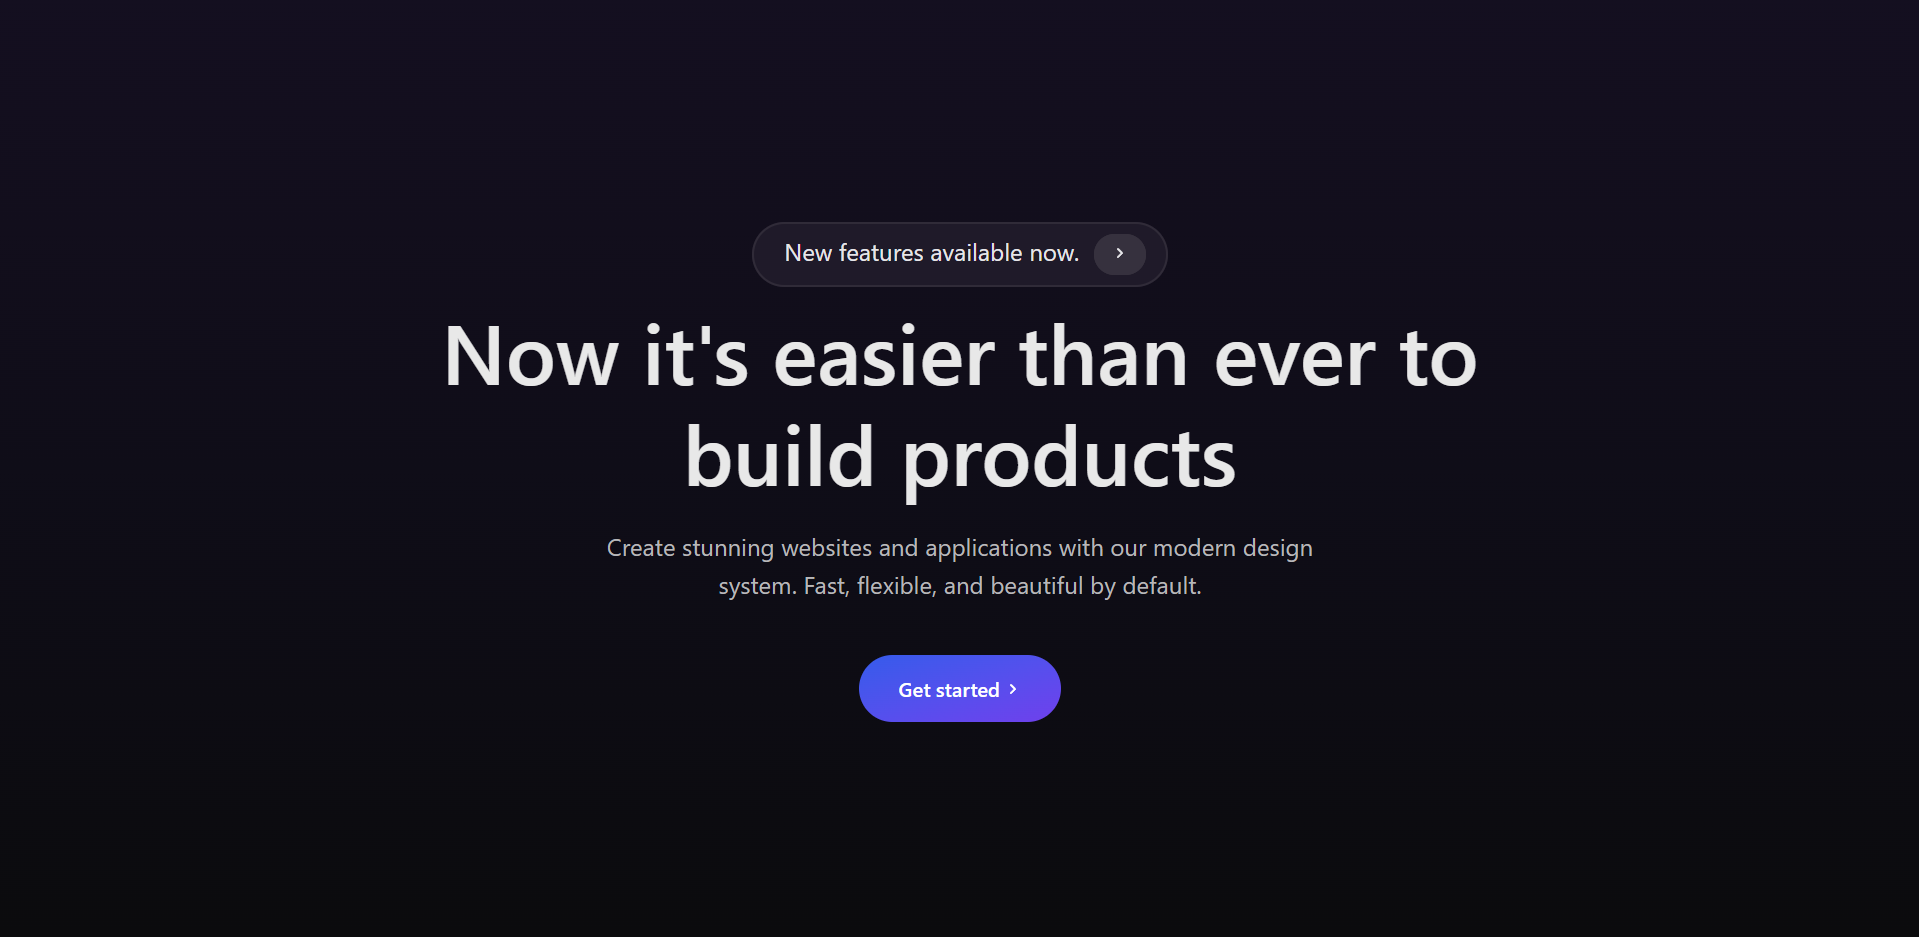 New features available now.
Now it's easier than ever to
build products
Create stunning websites and applications with our modern design
system. Fast, flexible, and beautiful by default.
Get started